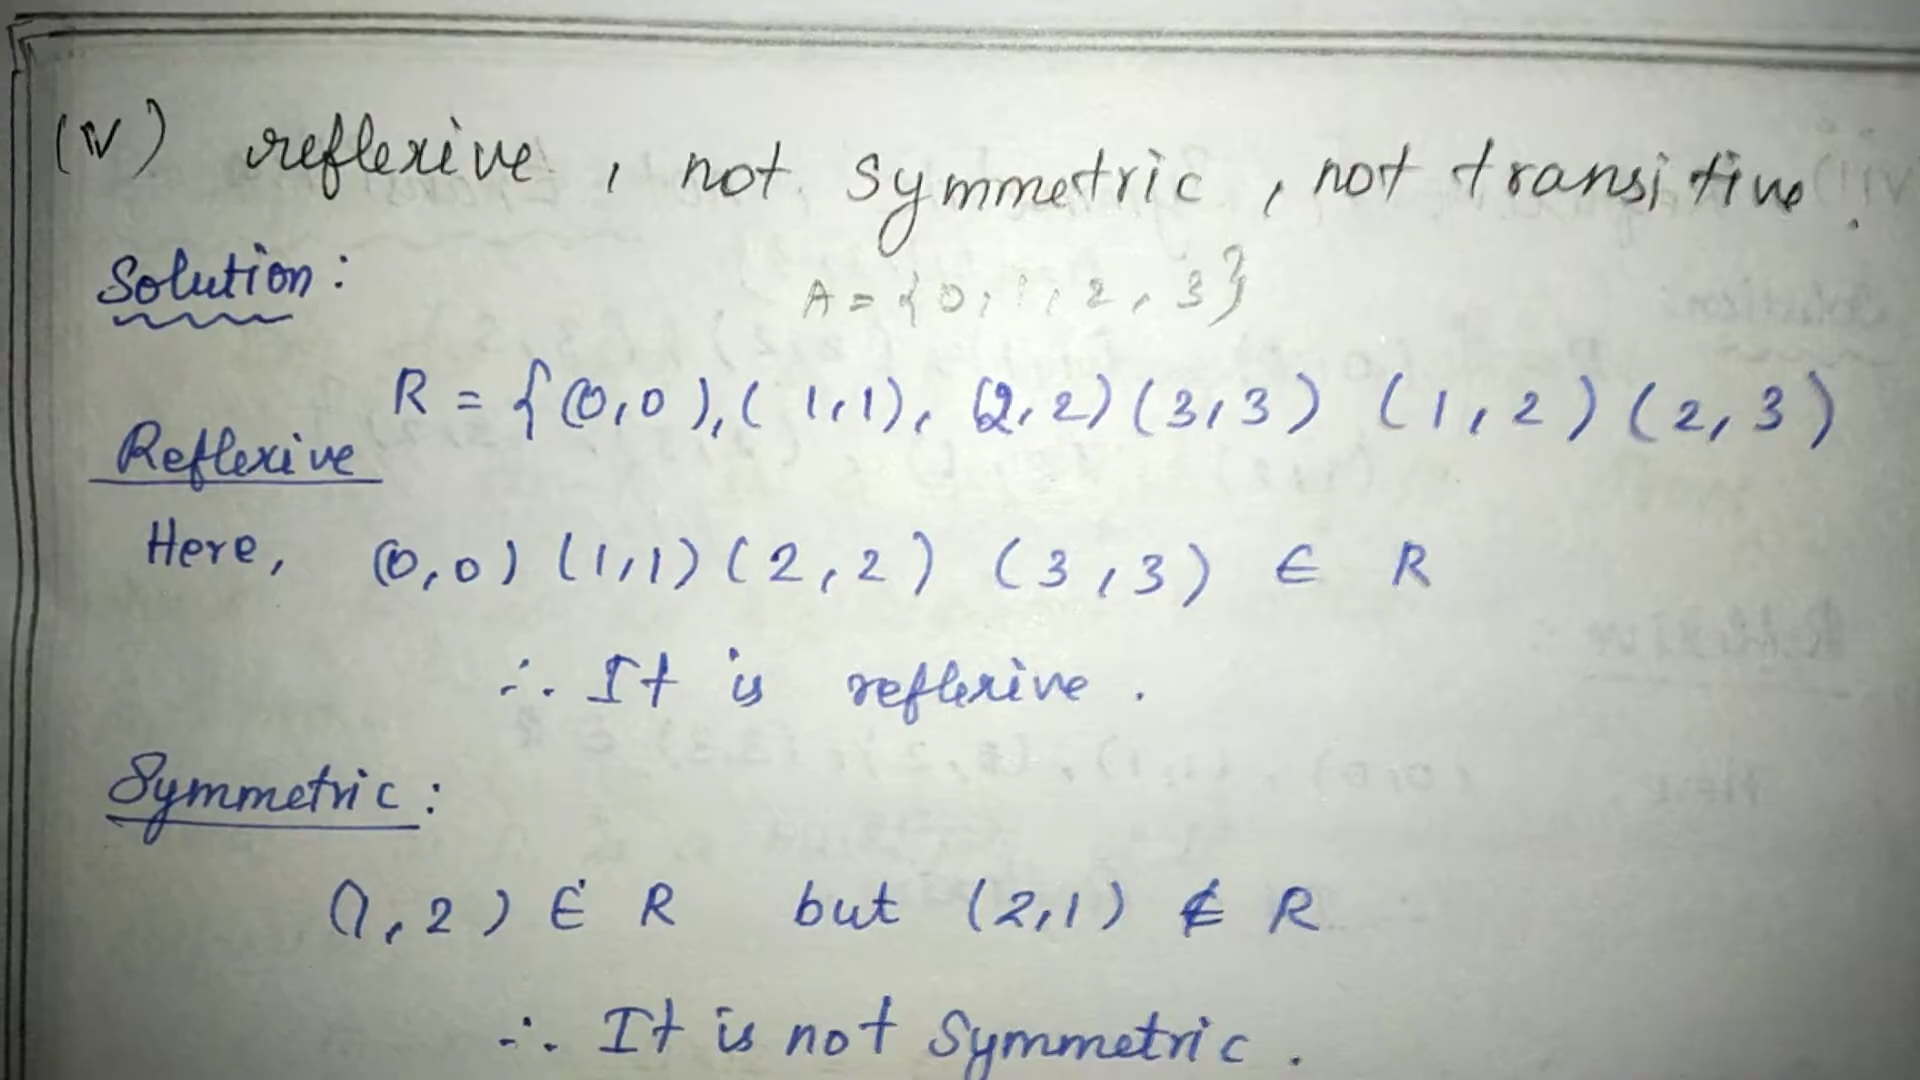 (iv) reflexive, not symmetric, not transitive.
Solution:
A = {0, 1, 2, 3}
R = {(0,0), (1,1), (2,2) (3,3) (1,2) (2,3)
Reflexive
Here, (0,0) (1,1) (2,2) (3,3) ∈ R
∴ It is reflexive.
Symmetric:
(1,2) ∈ R but (2,1) ∉ R
∴ It is not Symmetric.